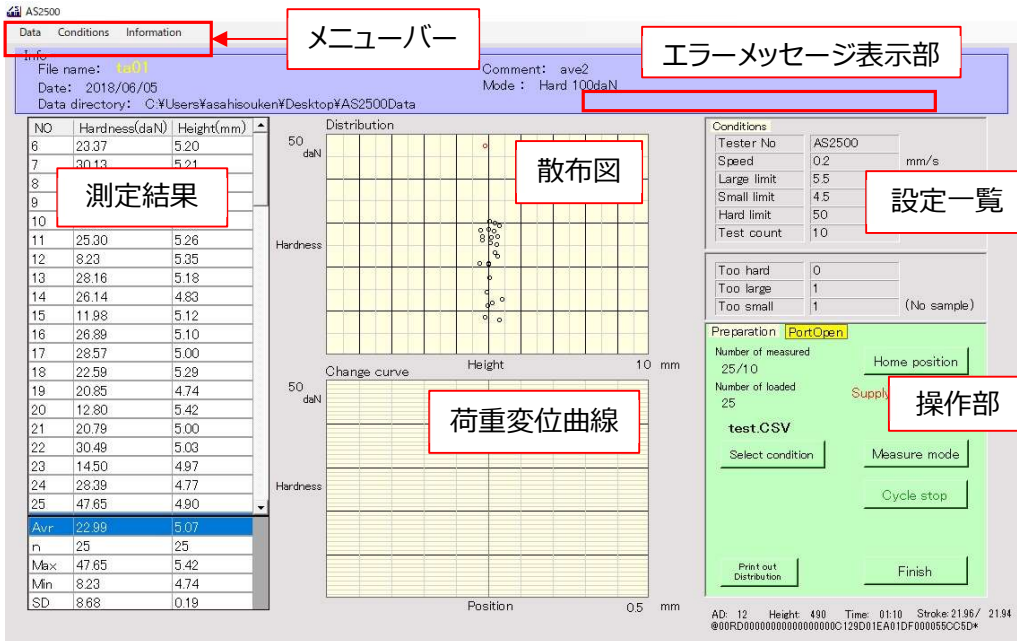 AS2500
Data Conditions Information
メニューバー
エラーメッセージ表示部
Info
File name: ta01
Comment: ave2
Date: 2018/06/05
Mode : Hard 100daN
Data directory: C:¥Users¥asahisouken¥Desktop¥AS2500Data
NO Hardness(daN) Height(mm)
6 23.37 5.20
7 30.13 5.21
8
9
10
測定結果
11 25.30 5.26
12 8.23 5.35
13 28.16 5.18
14 26.14 4.83
15 11.98 5.12
16 26.89 5.10
17 28.57 5.00
18 22.59 5.29
19 20.85 4.74
20 12.80 5.42
21 20.79 5.00
22 30.49 5.03
23 14.50 4.97
24 28.39 4.77
25 47.65 4.90
Avr 22.99 5.07
n 25 25
Max 47.65 5.42
Min 8.23 4.74
SD 8.68 0.19
Distribution
50
daN
散布図
Hardness
Height 10 mm
Change curve
50
daN
荷重変位曲線
Hardness
Position 0.5 mm
Conditions
Tester No AS2500
Speed 0.2 mm/s
Large limit 5.5
Small limit 4.5
Hard limit 50
Test count 10
設定一覧
Too hard 0
Too large 1
Too small 1 (No sample)
Preparation PortOpen
Number of measured
25/10
Home position
Number of loaded
25
Supply
操作部
test.CSV
Select condition Measure mode
Cycle stop
Print out
Distribution
Finish
AD: 12 Height: 490 Time: 01:10 Stroke: 21.96/ 21.94